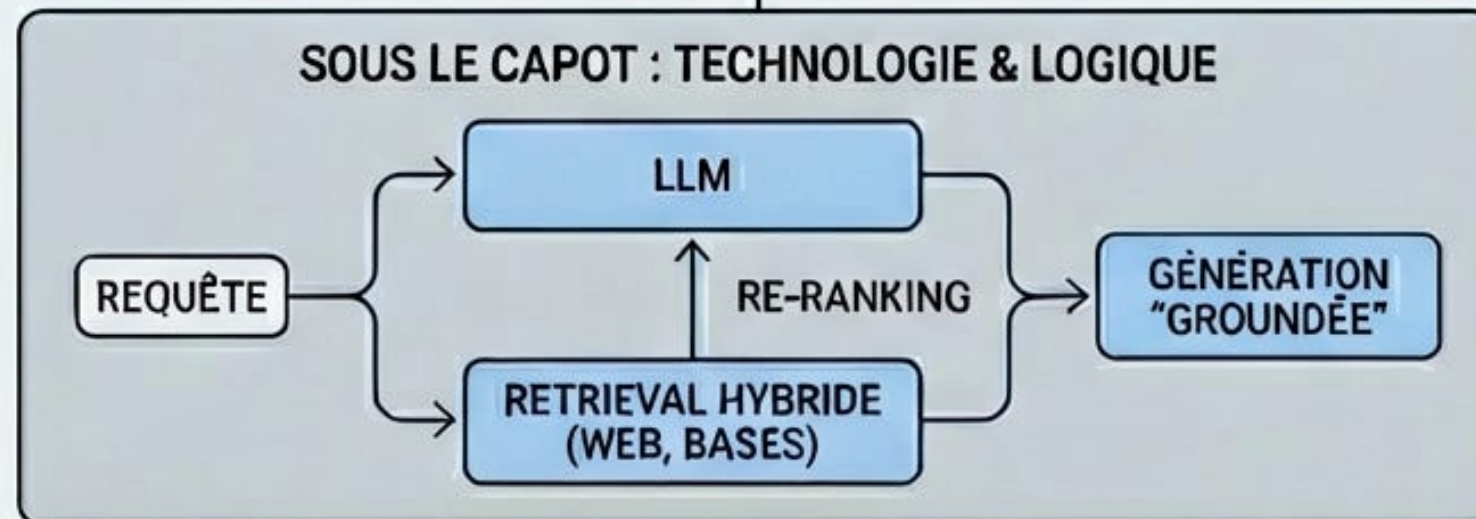 SOUS LE CAPOT : TECHNOLOGIE & LOGIQUE
LLM
REQUÊTE
RE-RANKING
GÉNÉRATION
“GROUNDÉE”
RETRIEVAL HYBRIDE
(WEB, BASES)